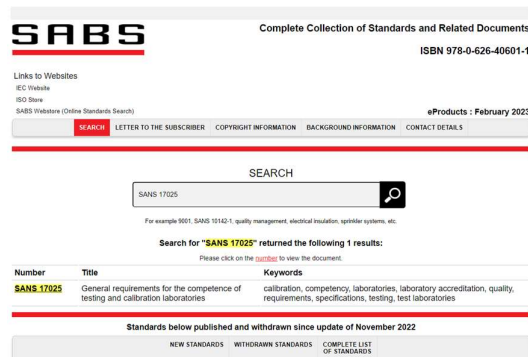 SABS
Complete Collection of Standards and Related Documents
ISBN 978-0-626-40601-1
Links to Websites
IEC Website
ISO Store
SABS Webstore (Online Standards Search)
eProducts : February 2023
SEARCH LETTER TO THE SUBSCRIBER COPYRIGHT INFORMATION BACKGROUND INFORMATION CONTACT DETAILS
SEARCH
SANS 17025
For example 9001, SANS 10142-1, quality management, electrical insulation, sprinkler systems, etc.
Search for "SANS 17025" returned the following 1 results:
Please click on the number to view the document.
Number Title Keywords
SANS 17025 General requirements for the competence of calibration, competency, laboratories, laboratory accreditation, quality,
testing and calibration laboratories requirements, specifications, testing, test laboratories
Standards below published and withdrawn since update of November 2022
NEW STANDARDS WITHDRAWN STANDARDS COMPLETE LIST
OF STANDARDS